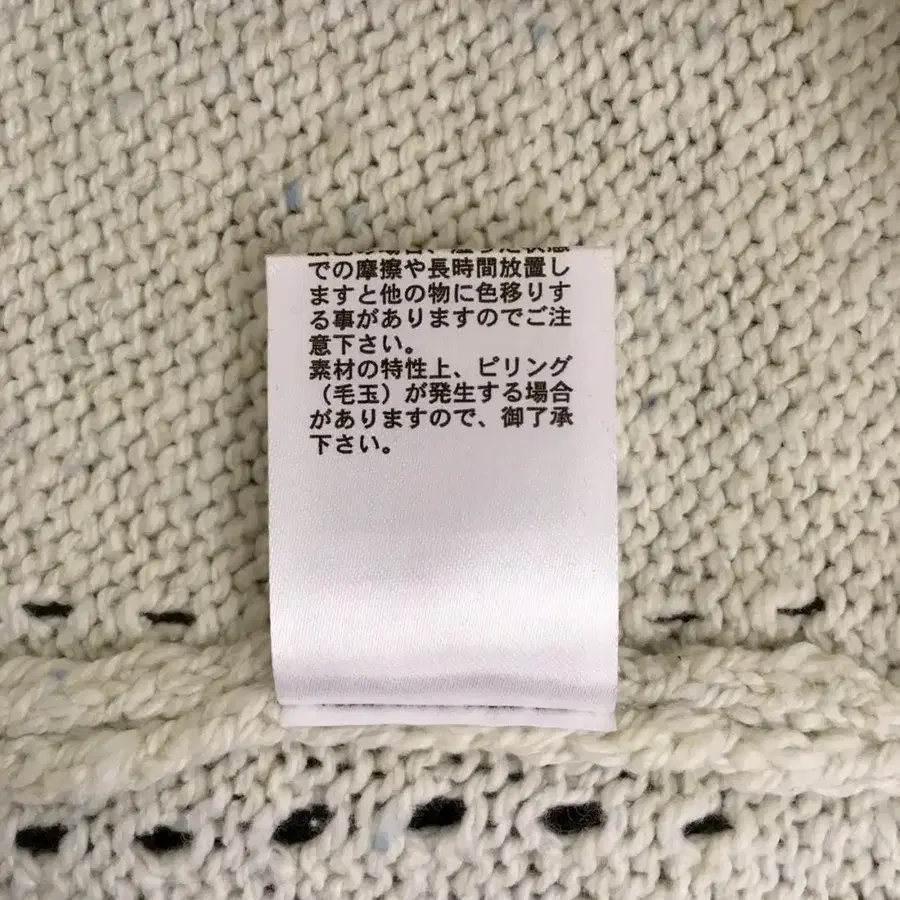 での摩擦や長時間放置し
ますと他の物に色移りす
る事がありますのでご注
意下さい。
素材の特性上、ピリング
（毛玉）が発生する場合
がありますので、御了承
下さい。